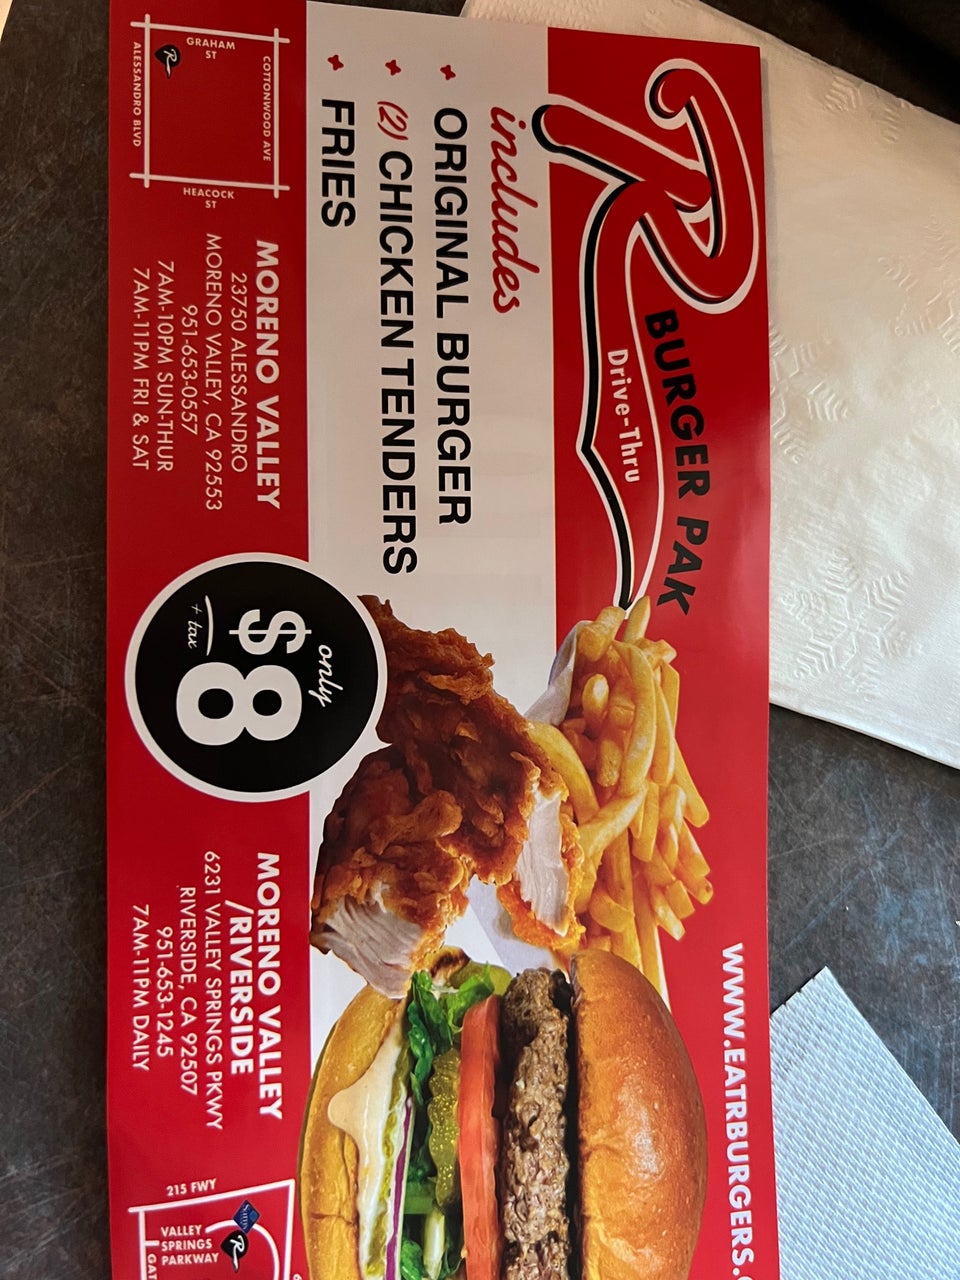 R
BURGER PAK
Drive-Thru
WWW.EATRBURGERS.
includes
ORIGINAL BURGER
(2) CHICKEN TENDERS
FRIES
only
$8
+ tax
GRAHAM
ST
COTTONWOOD AVE
ALESSANDRO BLVD
R
HEACOCK
ST
MORENO VALLEY
23750 ALESSANDRO
MORENO VALLEY, CA 92553
951-653-0557
7AM-10PM SUN-THUR
7AM-11PM FRI & SAT
MORENO VALLEY
/RIVERSIDE
6231 VALLEY SPRINGS PKWY
RIVERSIDE, CA 92507
951-653-1245
7AM-11PM DAILY
215 FWY
Sam's
R
VALLEY
SPRINGS
PARKWAY
GAT